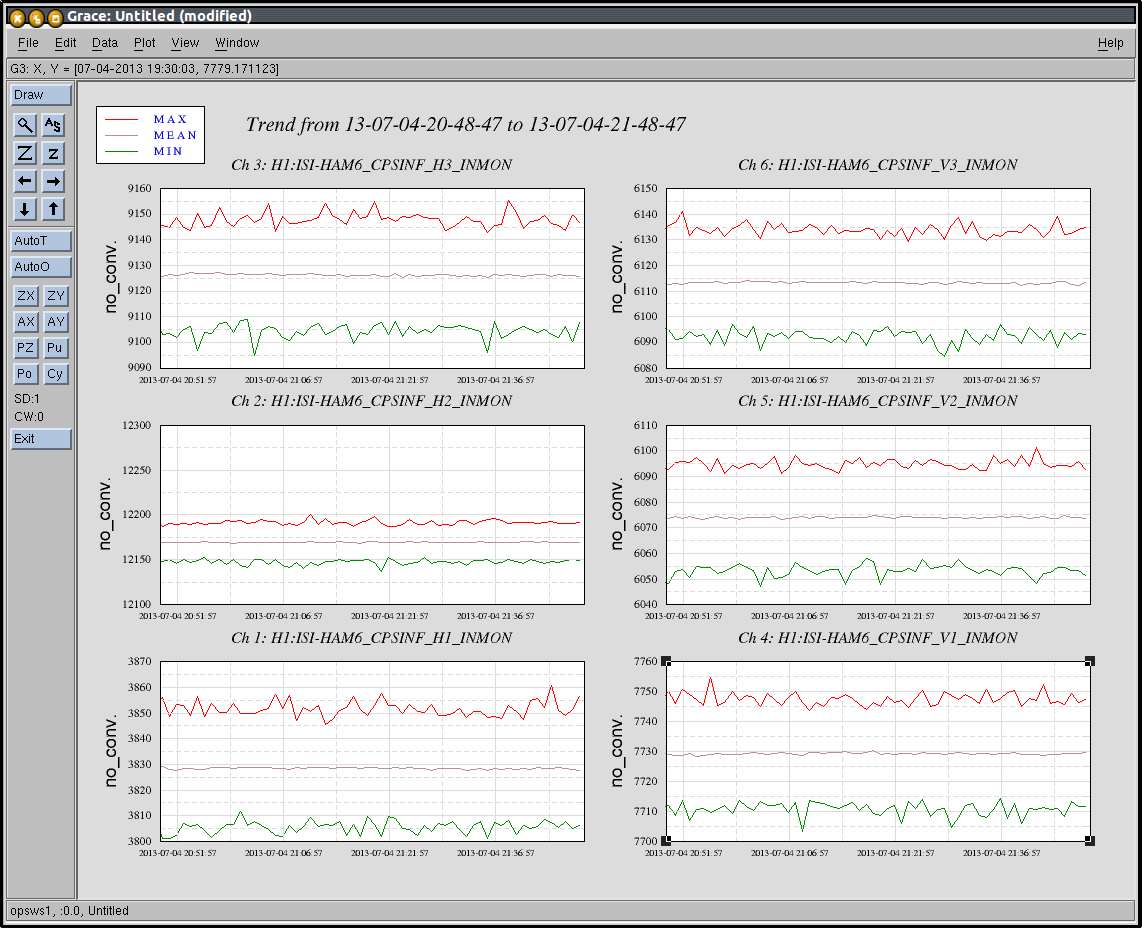 Grace: Untitled (modified)
File Edit Data Plot View Window Help
G3: X, Y = [07-04-2013 19:30:03, 7779.171123]
Draw
AS
Z z
AutoT
AutoO
ZX ZY
AX AY
PZ Pu
Po Cy
SD:1
CW:0
Exit
MAX
MEAN
MIN
Trend from 13-07-04-20-48-47 to 13-07-04-21-48-47
Ch 3: H1:ISI-HAM6_CPSINF_H3_INMON
no_conv.
9160
9150
9140
9130
9120
9110
9100
9090
2013-07-04 20:51:57 2013-07-04 21:06:57 2013-07-04 21:21:57 2013-07-04 21:36:57
Ch 6: H1:ISI-HAM6_CPSINF_V3_INMON
no_conv.
6150
6140
6130
6120
6110
6100
6090
6080
2013-07-04 20:51:57 2013-07-04 21:06:57 2013-07-04 21:21:57 2013-07-04 21:36:57
Ch 2: H1:ISI-HAM6_CPSINF_H2_INMON
no_conv.
12300
12250
12200
12150
12100
2013-07-04 20:51:57 2013-07-04 21:06:57 2013-07-04 21:21:57 2013-07-04 21:36:57
Ch 5: H1:ISI-HAM6_CPSINF_V2_INMON
no_conv.
6110
6100
6090
6080
6070
6060
6050
6040
2013-07-04 20:51:57 2013-07-04 21:06:57 2013-07-04 21:21:57 2013-07-04 21:36:57
Ch 1: H1:ISI-HAM6_CPSINF_H1_INMON
no_conv.
3870
3860
3850
3840
3830
3820
3810
3800
2013-07-04 20:51:57 2013-07-04 21:06:57 2013-07-04 21:21:57 2013-07-04 21:36:57
Ch 4: H1:ISI-HAM6_CPSINF_V1_INMON
no_conv.
7760
7750
7740
7730
7720
7710
7700
2013-07-04 20:51:57 2013-07-04 21:06:57 2013-07-04 21:21:57 2013-07-04 21:36:57
opsws1, :0.0, Untitled